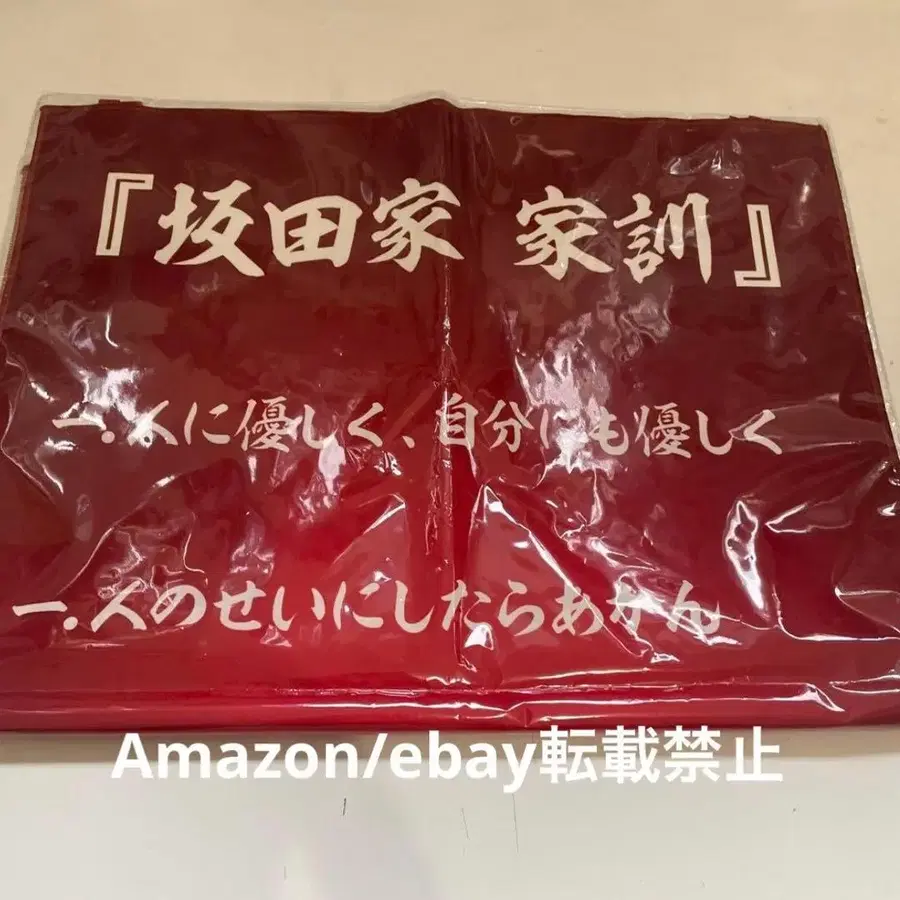 『坂田家 家訓』
一.人に優しく、自分にも優しく
一.人のせいにしたらあかん
Amazon/ebay転載禁止